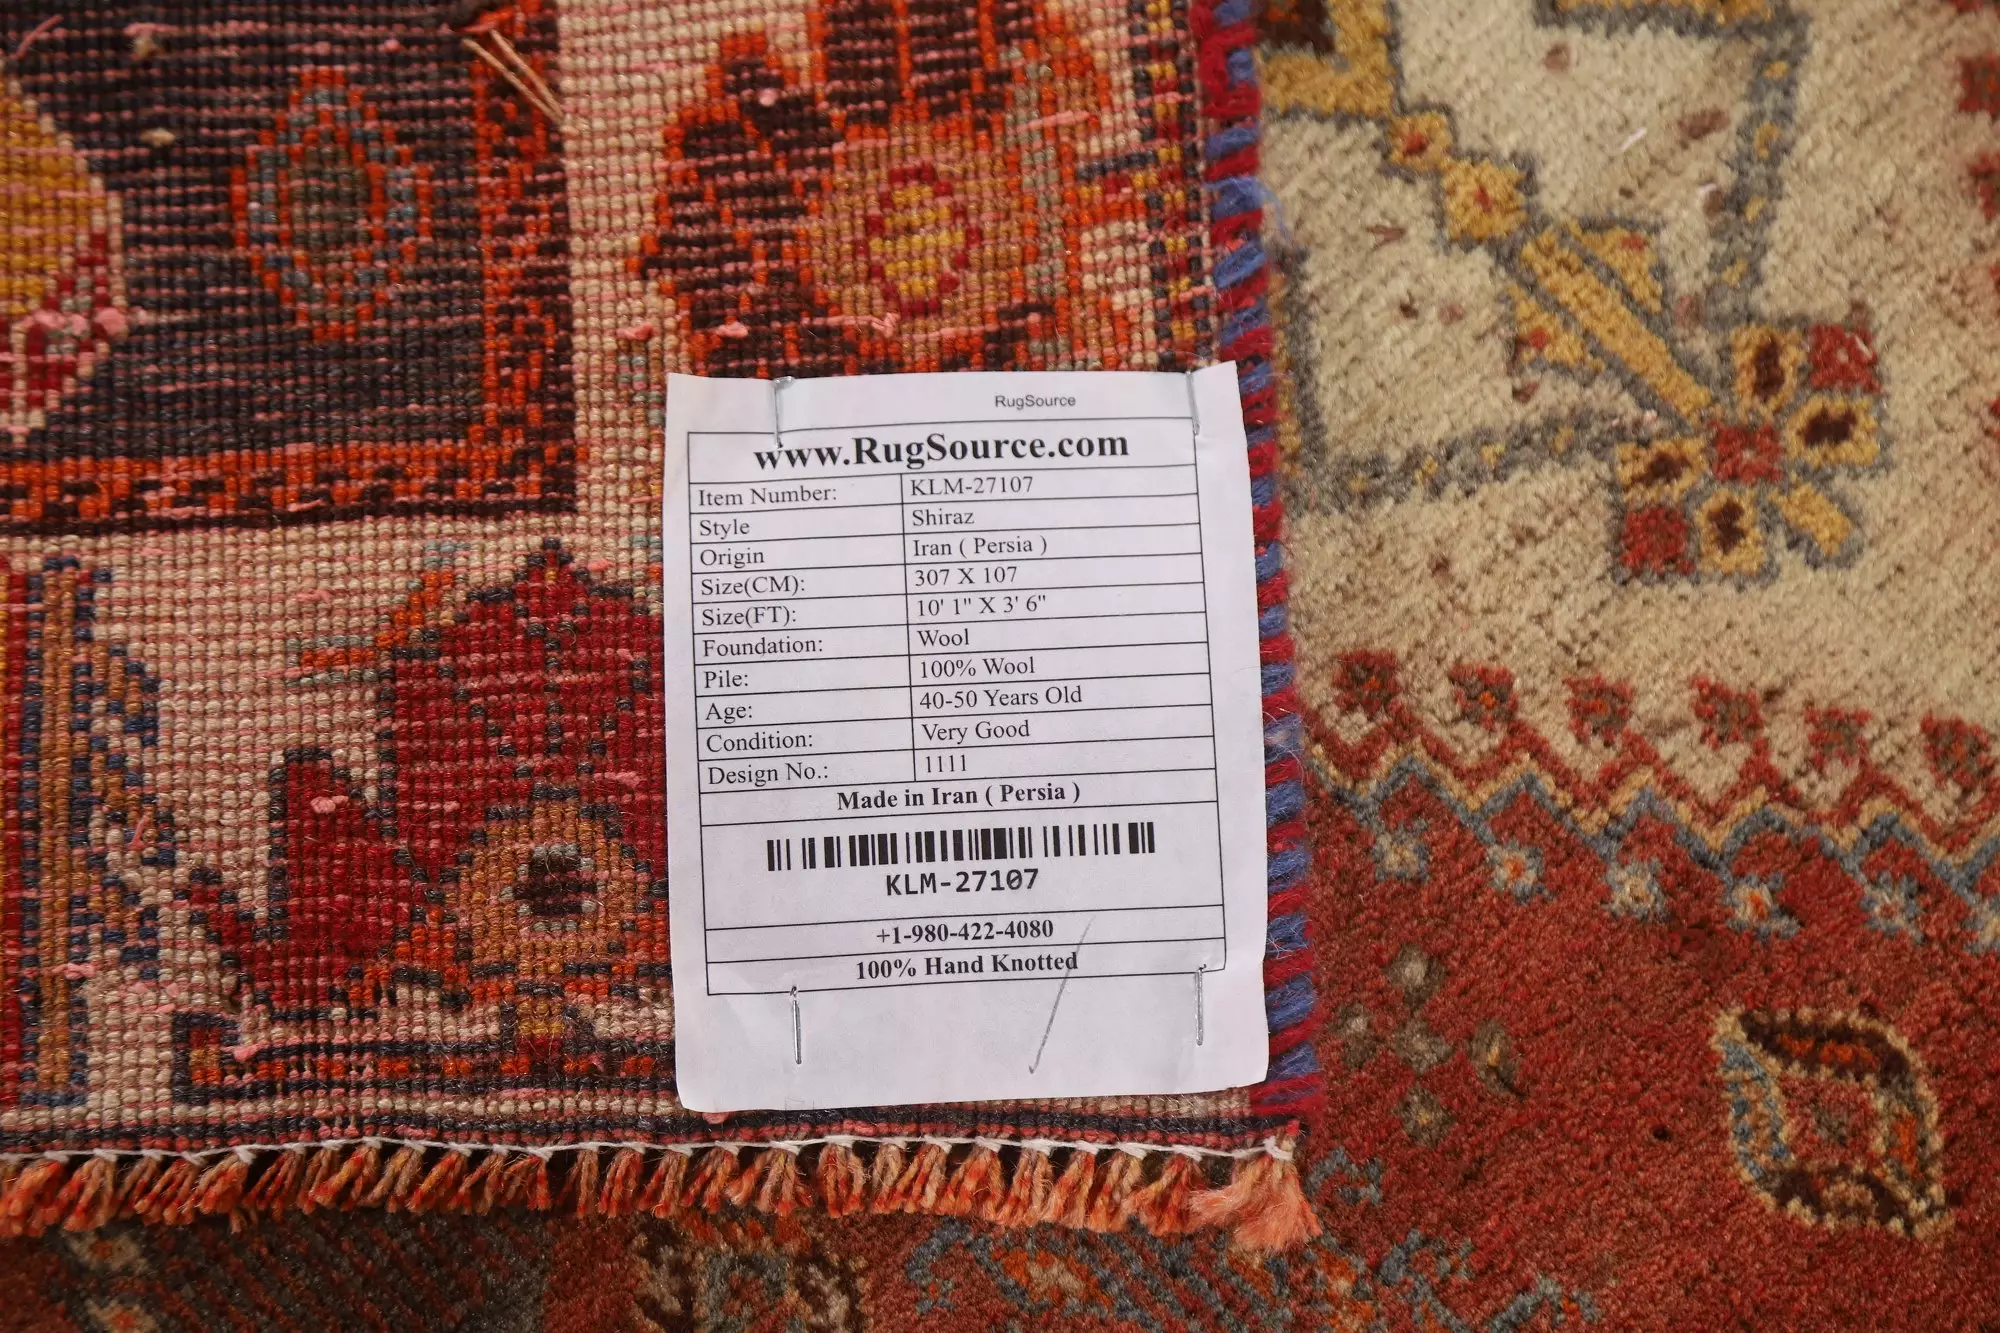 RugSource
www.RugSource.com
Item Number: KLM-27107
Style Shiraz
Origin Iran ( Persia )
Size(CM): 307 X 107
Size(FT): 10' 1" X 3' 6"
Foundation: Wool
Pile: 100% Wool
Age: 40-50 Years Old
Condition: Very Good
Design No.: 1111
Made in Iran ( Persia )
KLM-27107
+1-980-422-4080
100% Hand Knotted